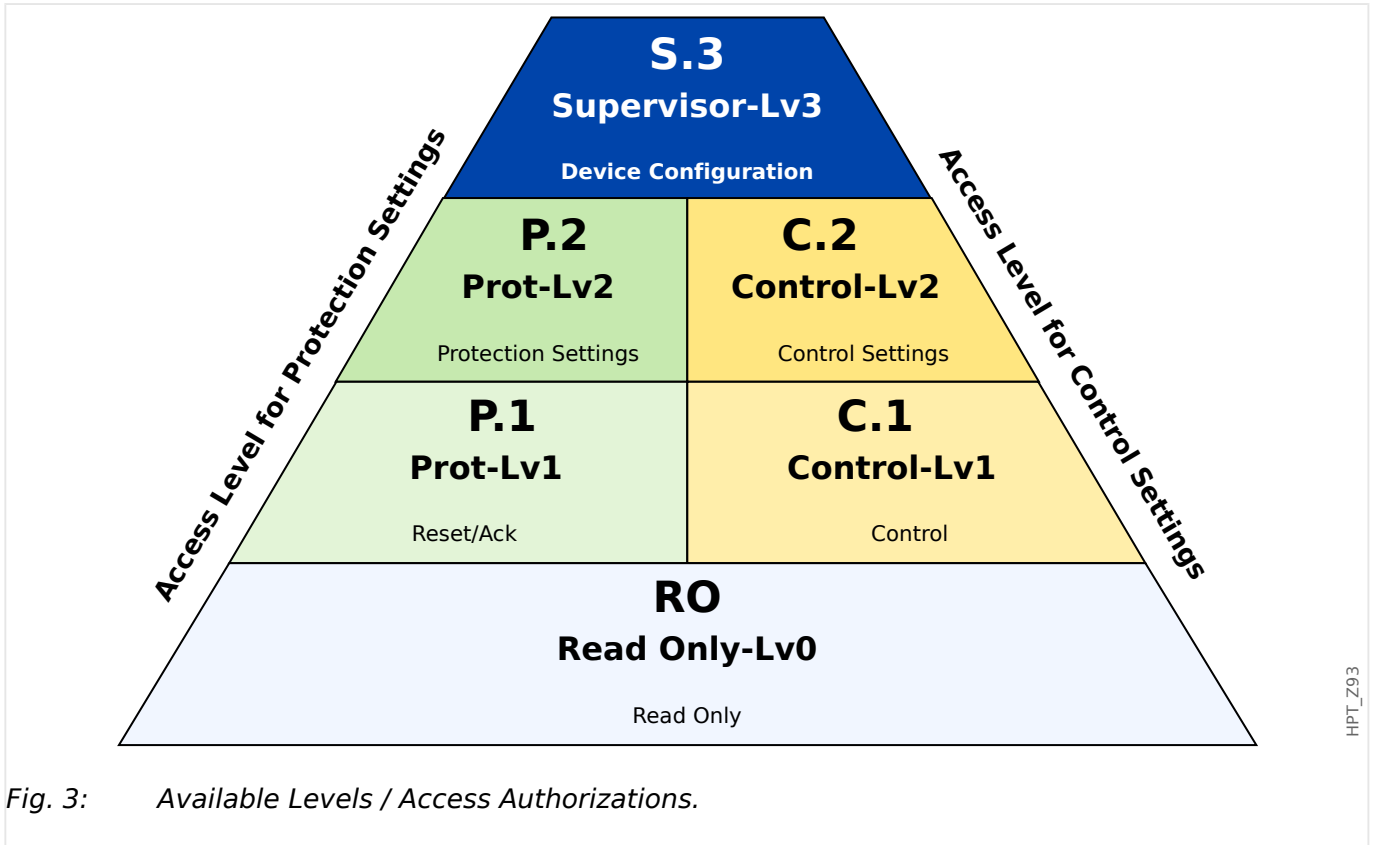 S.3
Supervisor-Lv3
Device Configuration
Access Level for Protection Settings
Access Level for Control Settings
P.2
Prot-Lv2
Protection Settings
C.2
Control-Lv2
Control Settings
P.1
Prot-Lv1
Reset/Ack
C.1
Control-Lv1
Control
RO
Read Only-Lv0
Read Only
HPT_Z93
Fig. 3: Available Levels / Access Authorizations.